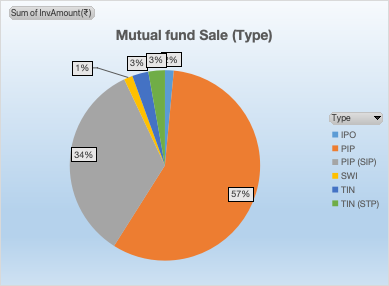 Sum of InvAmount(₹)
Mutual fund Sale (Type)
3%
3%
1%
34%
57%
Type
IPO
PIP
PIP (SIP)
SWI
TIN
TIN (STP)